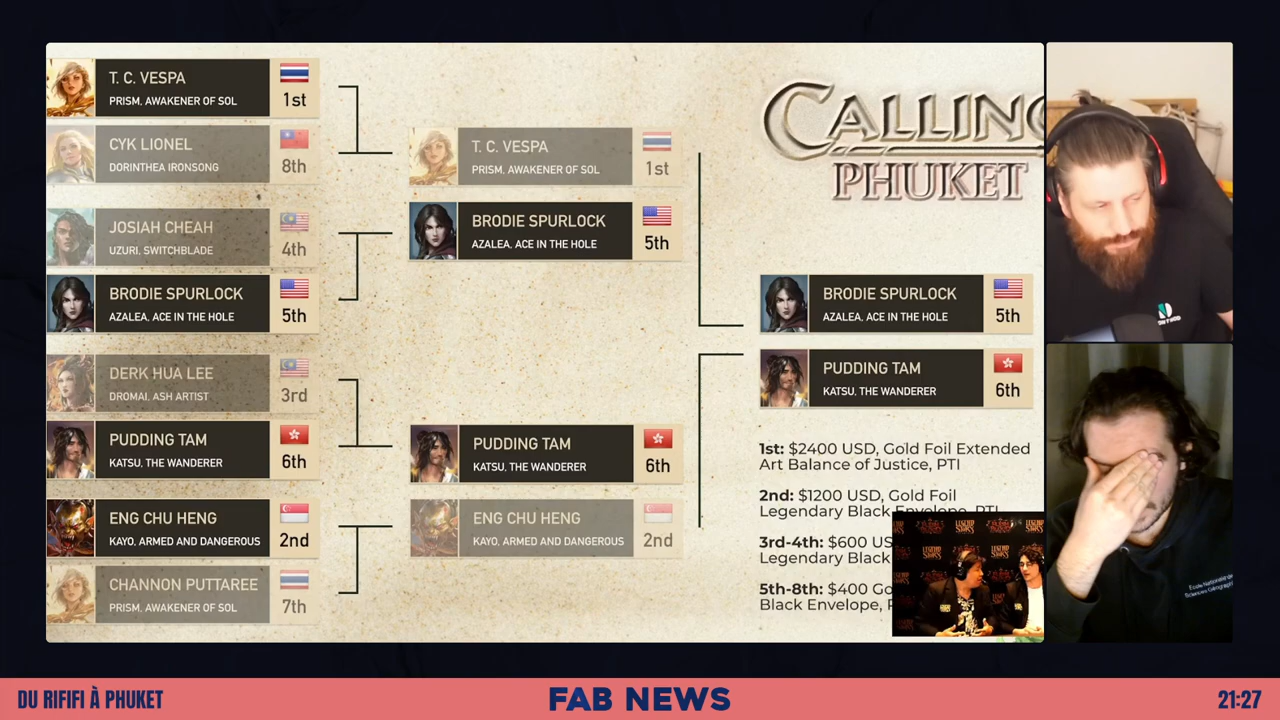 T. C. VESPA
PRISM, AWAKENER OF SOL
1st
CYK LIONEL
DORINTHEA IRONSONG
8th
JOSIAH CHEAH
UZURI, SWITCHBLADE
4th
BRODIE SPURLOCK
AZALEA, ACE IN THE HOLE
5th
DERK HUA LEE
DROMAI, ASH ARTIST
3rd
PUDDING TAM
KATSU, THE WANDERER
6th
ENG CHU HENG
KAYO, ARMED AND DANGEROUS
2nd
CHANNON PUTTAREE
PRISM, AWAKENER OF SOL
7th
T. C. VESPA
PRISM, AWAKENER OF SOL
1st
BRODIE SPURLOCK
AZALEA, ACE IN THE HOLE
5th
PUDDING TAM
KATSU, THE WANDERER
6th
ENG CHU HENG
KAYO, ARMED AND DANGEROUS
2nd
CALLING
PHUKET
BRODIE SPURLOCK
AZALEA, ACE IN THE HOLE
5th
PUDDING TAM
KATSU, THE WANDERER
6th
1st: $2400 USD, Gold Foil Extended
Art Balance of Justice, PTI
2nd: $1200 USD, Gold Foil
Legendary Black Envelope, PTI
3rd-4th: $600 US
Legendary Black
5th-8th: $400 Go
Black Envelope,
DU RIFIFI À PHUKET
FAB NEWS
21:27